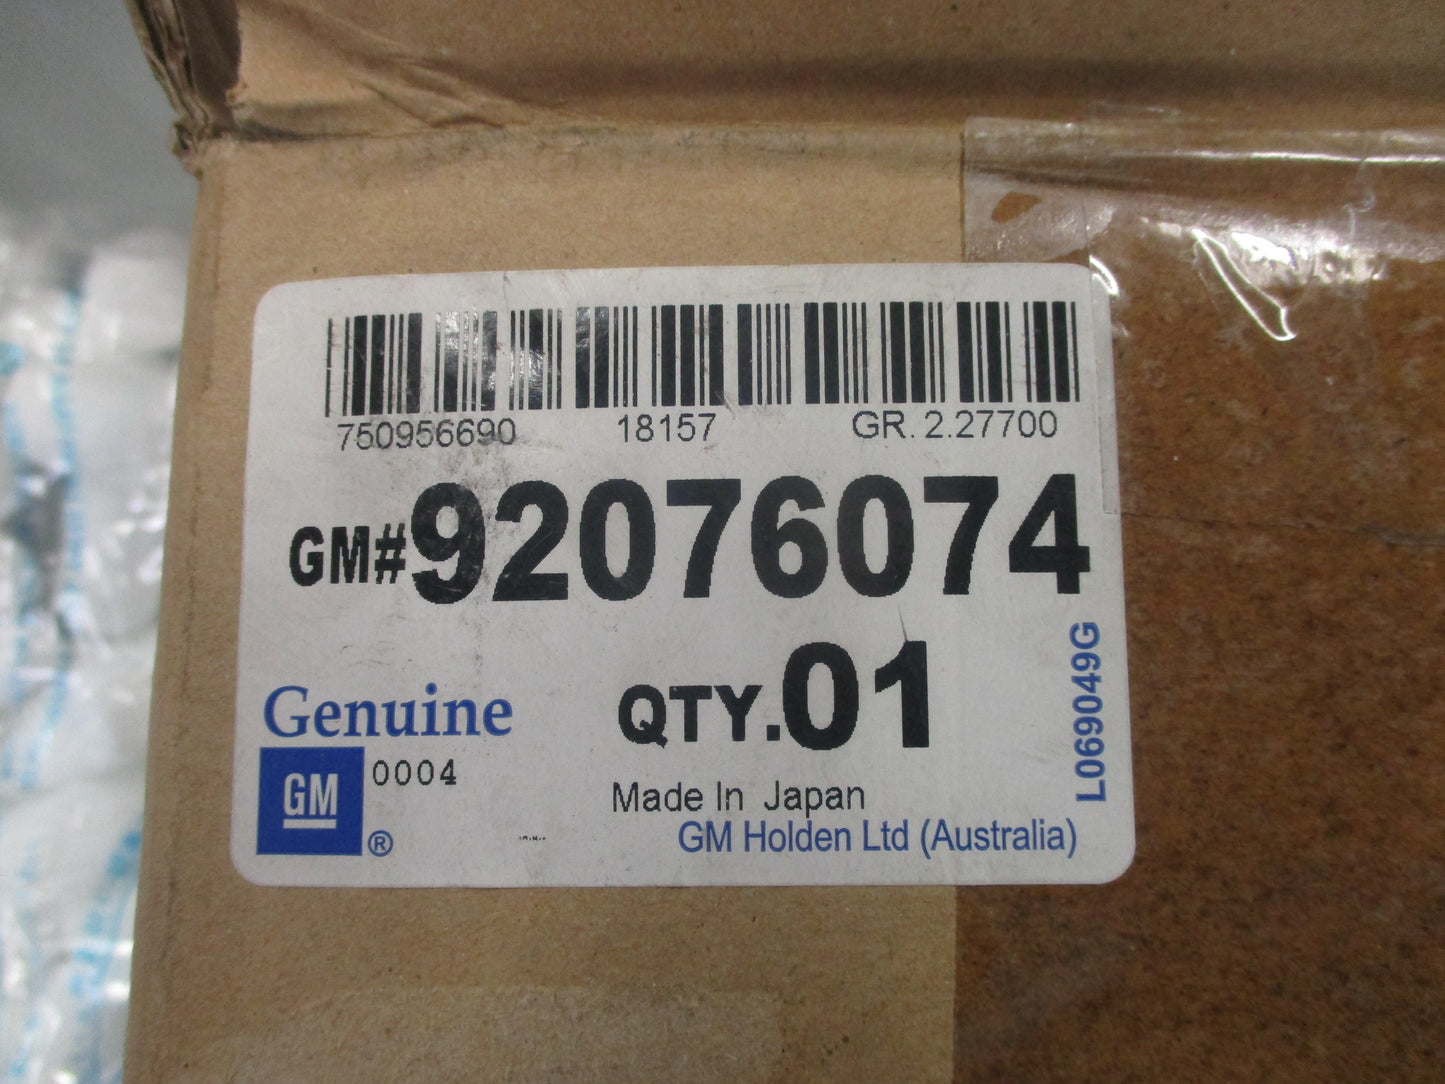 750956690 18157 GR. 2.27700
GM#92076074
Genuine QTY.01
GM 0004
®
Made In Japan
GM Holden Ltd (Australia)
L069049G